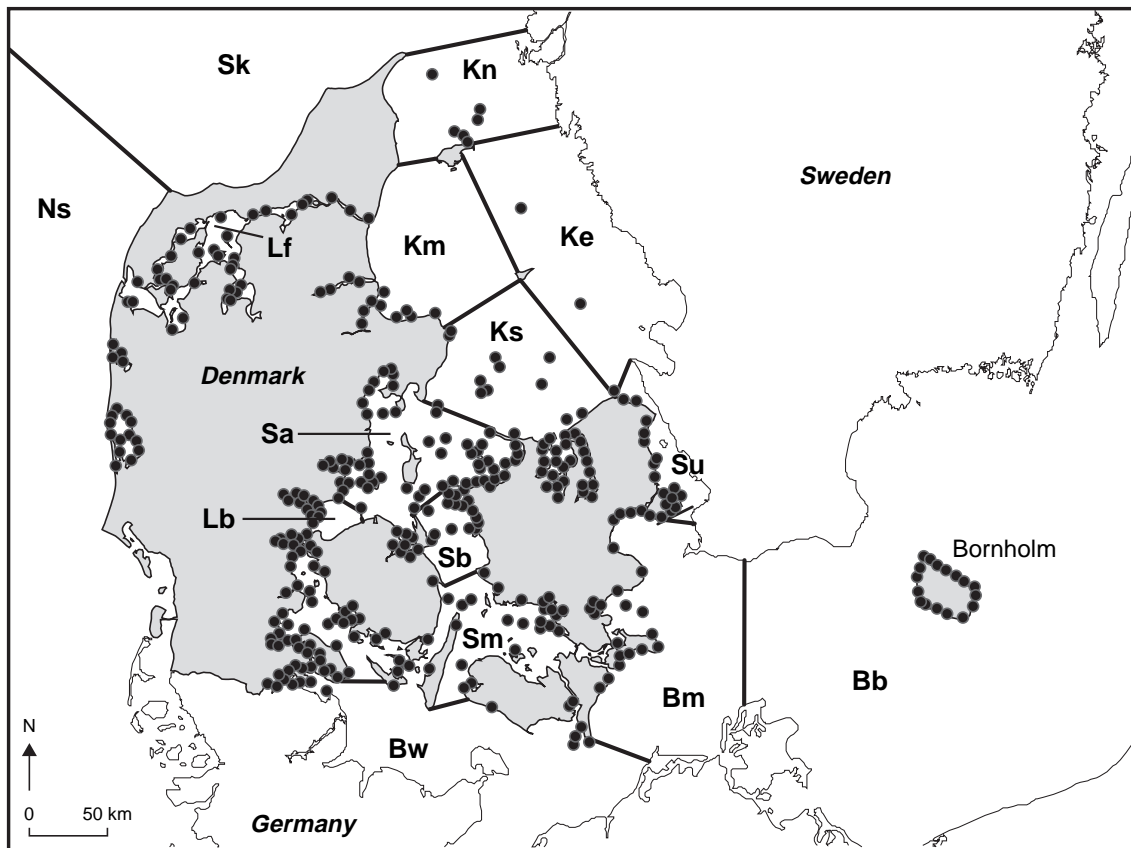 Sk
Kn
Sweden
Ns
Lf
Km
Ke
Ks
Denmark
Sa
Su
Lb
Sb
Bornholm
Sm
Bm
Bb
N
Bw
0 50 km
Germany